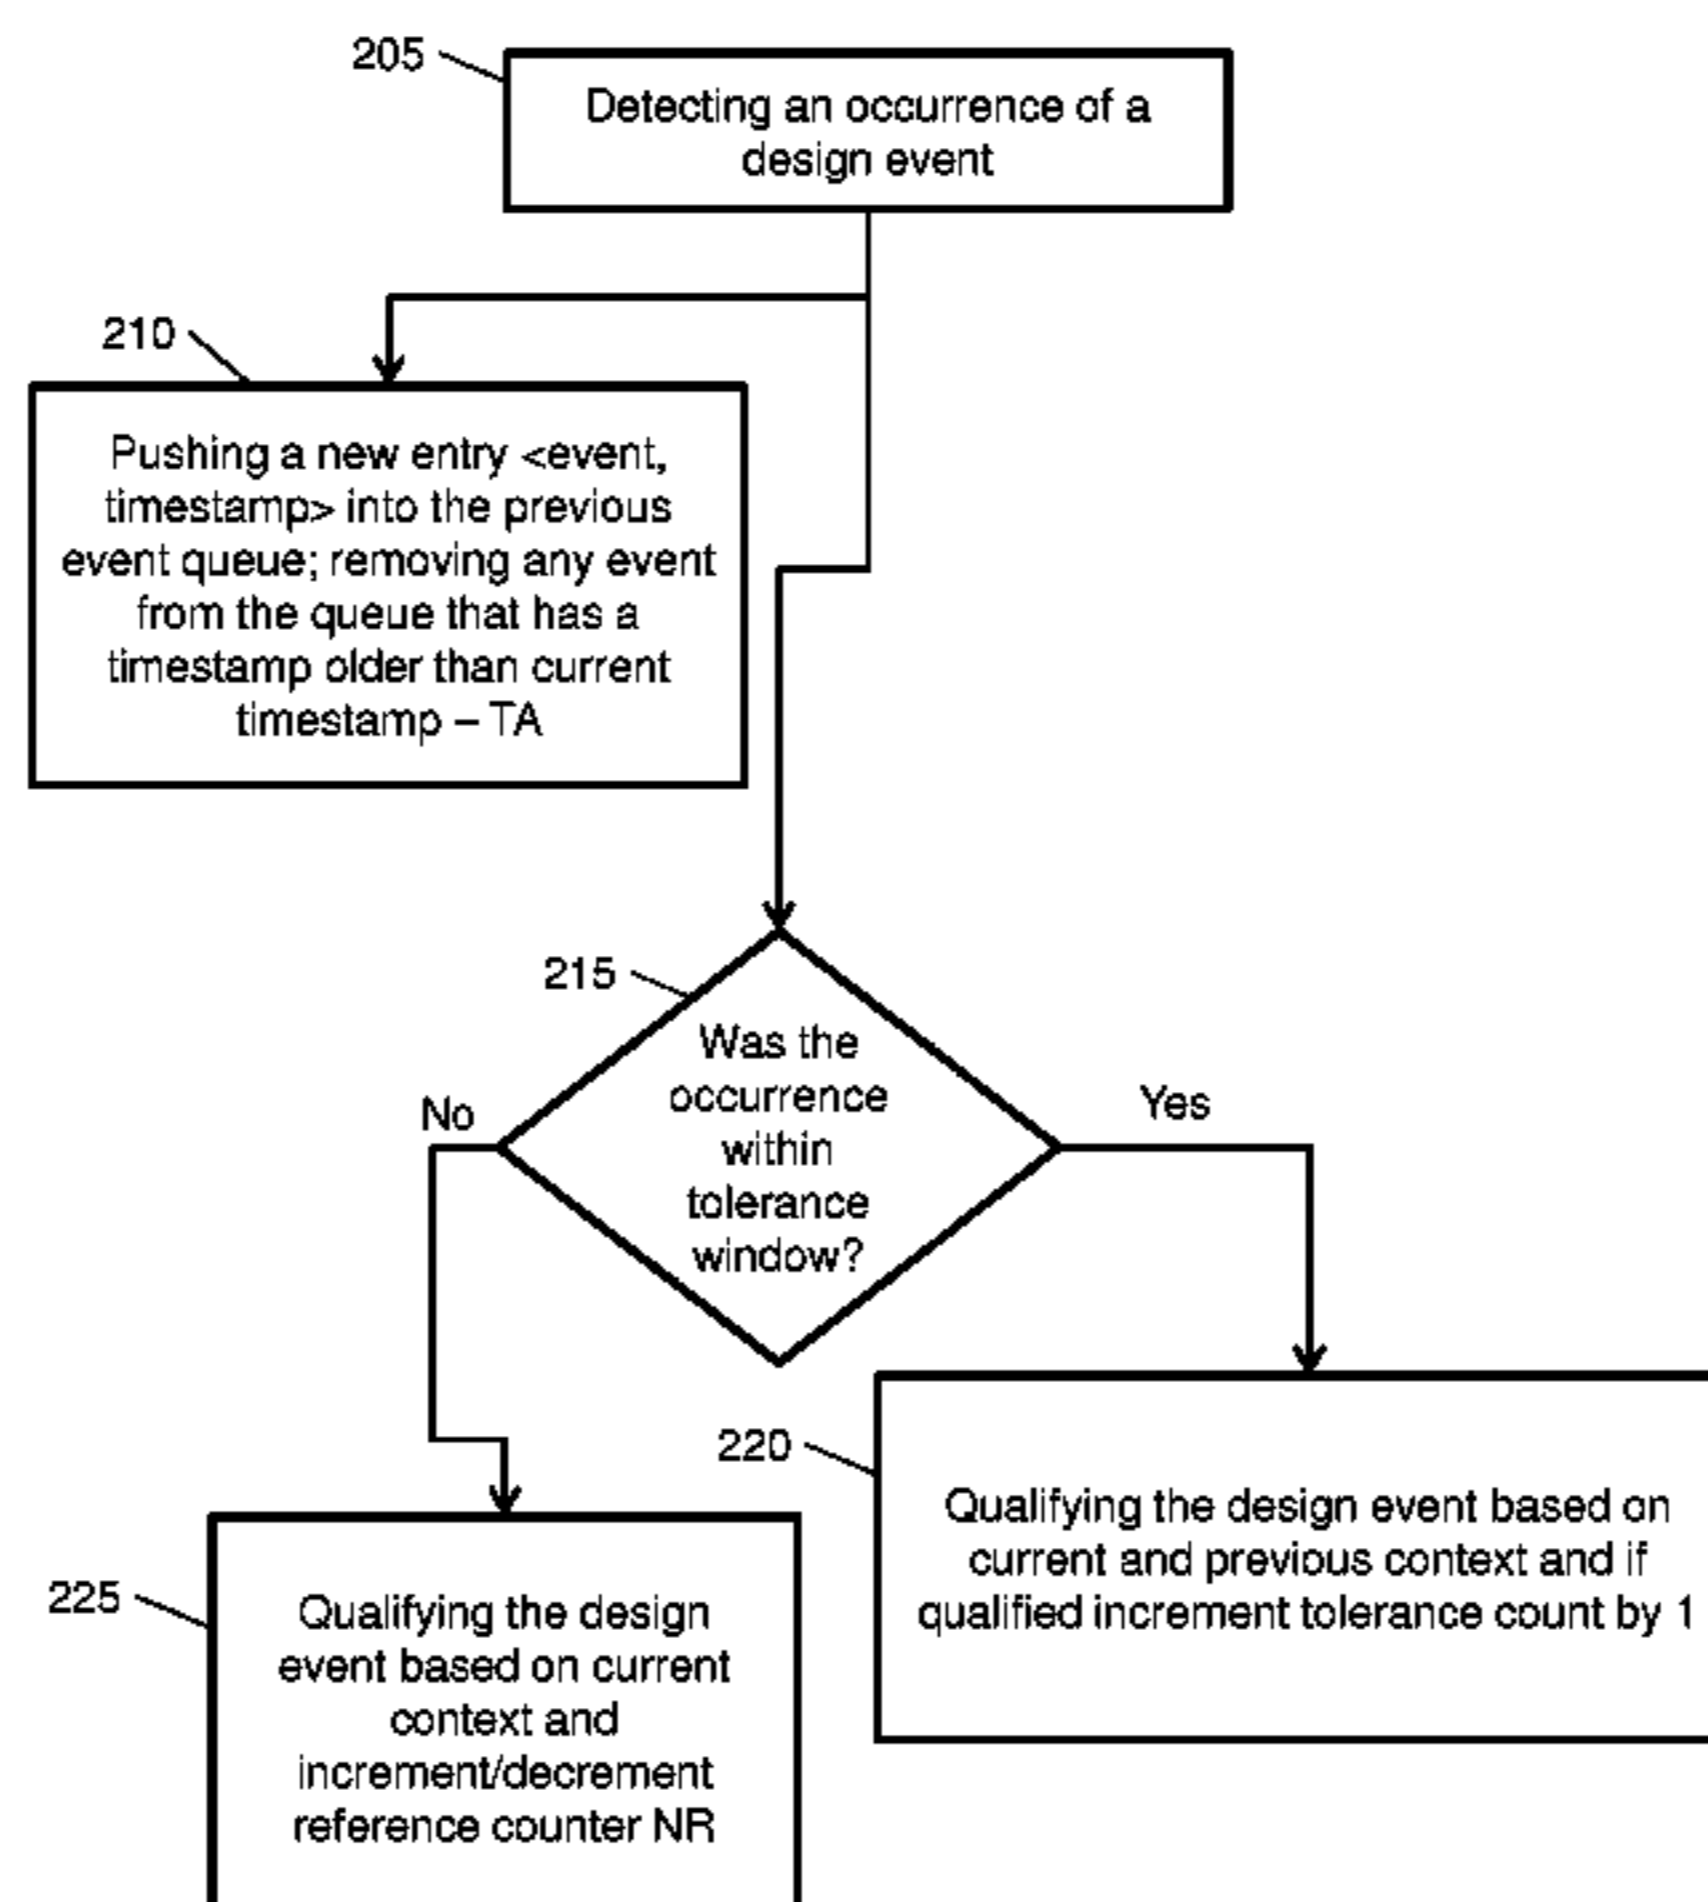 205
Detecting an occurrence of a
design event
210
Pushing a new entry <event,
timestamp> into the previous
event queue; removing any event
from the queue that has a
timestamp older than current
timestamp – TA
215
Was the
occurrence
within
tolerance
window?
No
Yes
220
Qualifying the design event based on
current and previous context and if
qualified increment tolerance count by 1
225
Qualifying the design
event based on current
context and
increment/decrement
reference counter NR